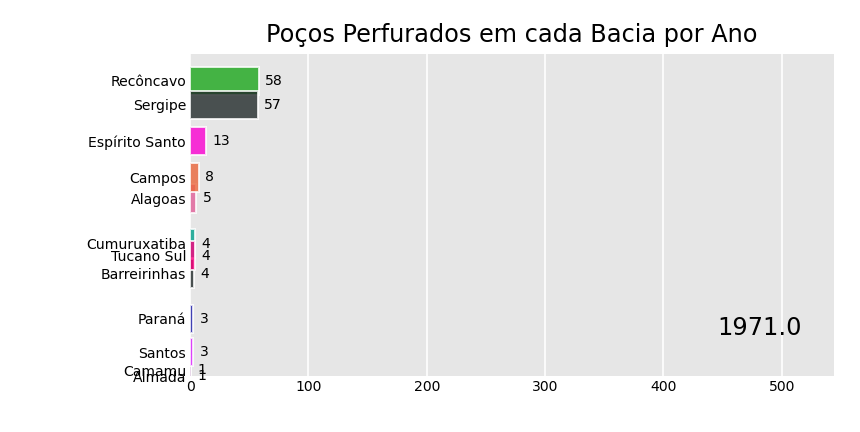 Poços Perfurados em cada Bacia por Ano
Recôncavo 58
Sergipe 57
Espírito Santo 13
Campos 8
Alagoas 5
Cumuruxatiba 4
Tucano Sul 4
Barreirinhas 4
Paraná 3
1971.0
Santos 3
Camamu 1
Almada 1
0 100 200 300 400 500